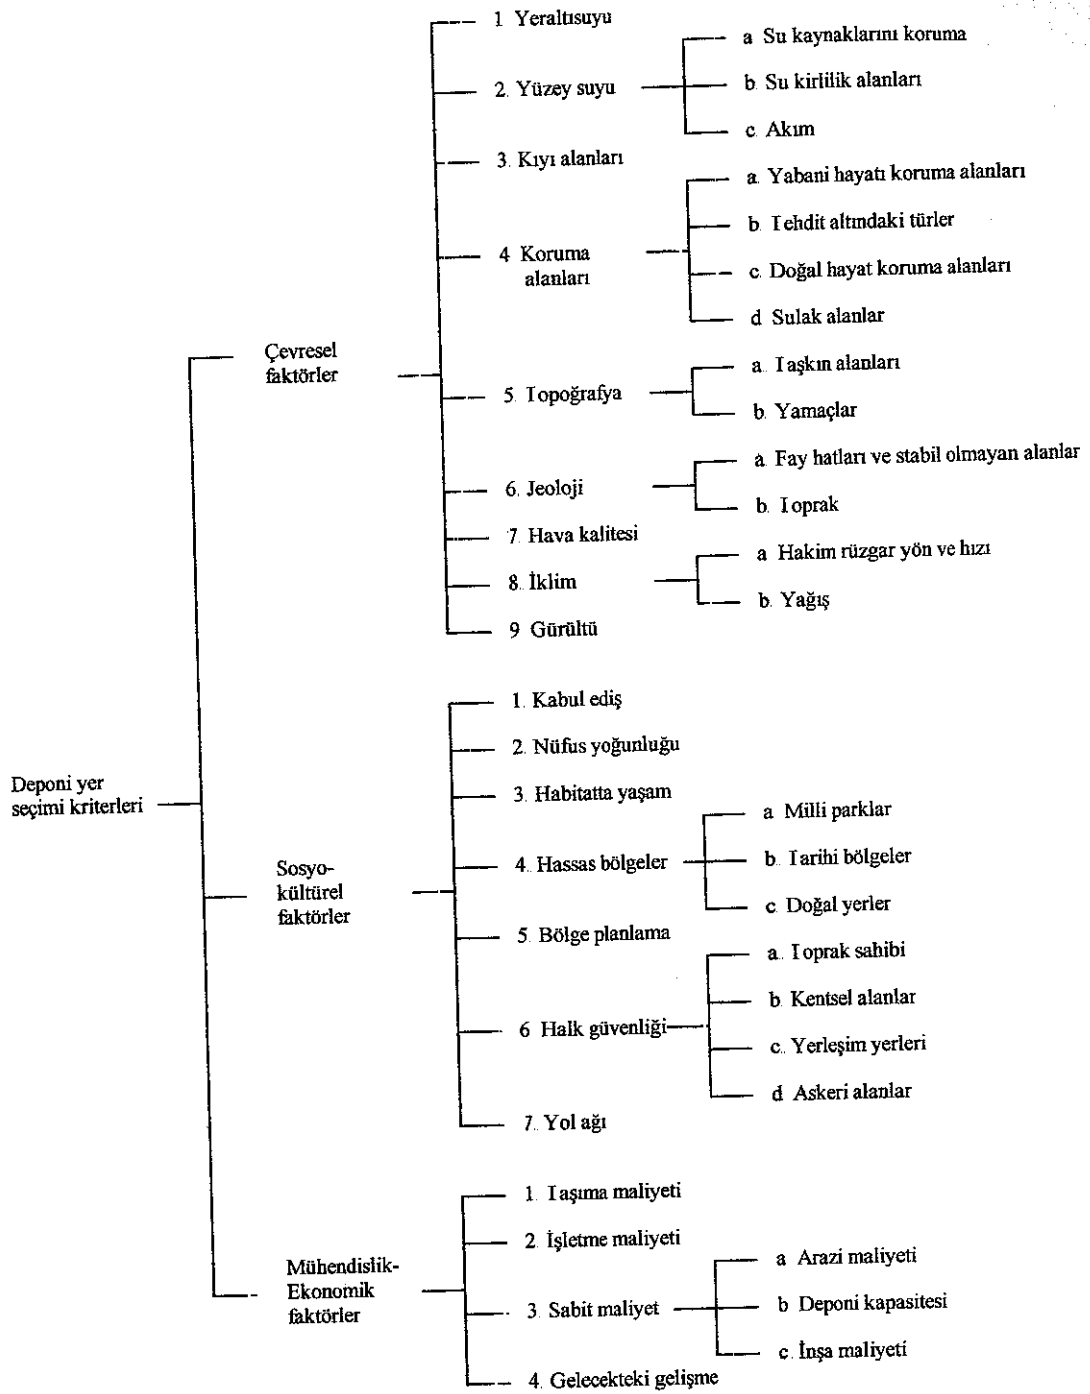 Deponi yer
seçimi kriterleri
Çevresel
faktörler
1 Yeraltısuyu
2. Yüzey suyu
a Su kaynaklarını koruma
b. Su kirlilik alanları
c. Akım
3. Kıyı alanları
4 Koruma
alanları
a. Yabani hayatı koruma alanları
b. Tehdit altındaki türler
c. Doğal hayat koruma alanları
d Sulak alanlar
5. Topoğrafya
a. Taşkın alanları
b. Yamaçlar
6. Jeoloji
a. Fay hatları ve stabil olmayan alanlar
b. Toprak
7. Hava kalitesi
8. İklim
a Hakim rüzgar yön ve hızı
b. Yağış
9 Gürültü
Sosyo-
kültürel
faktörler
1. Kabul ediş
2. Nüfus yoğunluğu
3. Habitatta yaşam
4. Hassas bölgeler
a Milli parklar
b. Tarihi bölgeler
c. Doğal yerler
5. Bölge planlama
6 Halk güvenliği
a. Toprak sahibi
b. Kentsel alanlar
c. Yerleşim yerleri
d Askeri alanlar
7. Yol ağı
Mühendislik-
Ekonomik
faktörler
1. Taşıma maliyeti
2. İşletme maliyeti
3. Sabit maliyet
a Arazi maliyeti
b Deponi kapasitesi
c. İnşa maliyeti
4. Gelecekteki gelişme